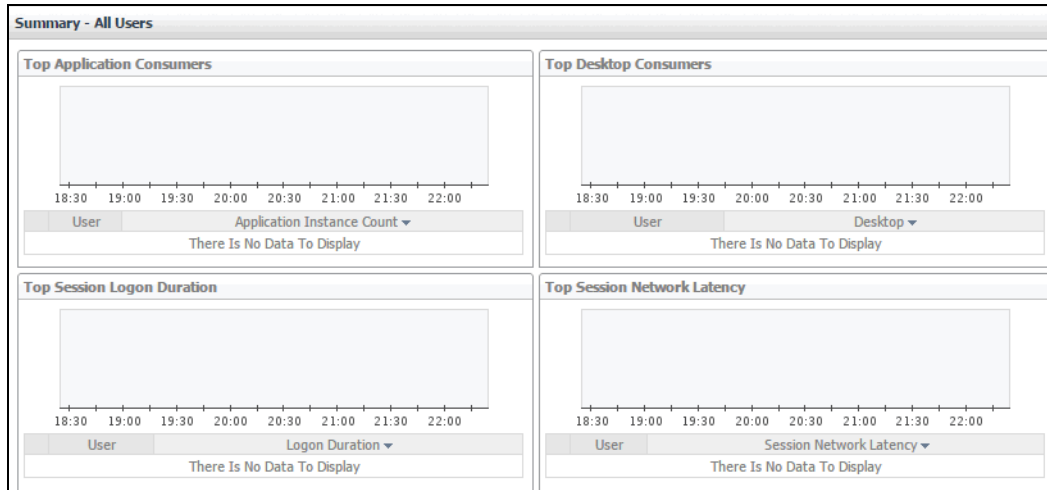 Summary - All Users
Top Application Consumers
18:30 19:00 19:30 20:00 20:30 21:00 21:30 22:00
User Application Instance Count
There Is No Data To Display
Top Desktop Consumers
18:30 19:00 19:30 20:00 20:30 21:00 21:30 22:00
User Desktop
There Is No Data To Display
Top Session Logon Duration
18:30 19:00 19:30 20:00 20:30 21:00 21:30 22:00
User Logon Duration
There Is No Data To Display
Top Session Network Latency
18:30 19:00 19:30 20:00 20:30 21:00 21:30 22:00
User Session Network Latency
There Is No Data To Display